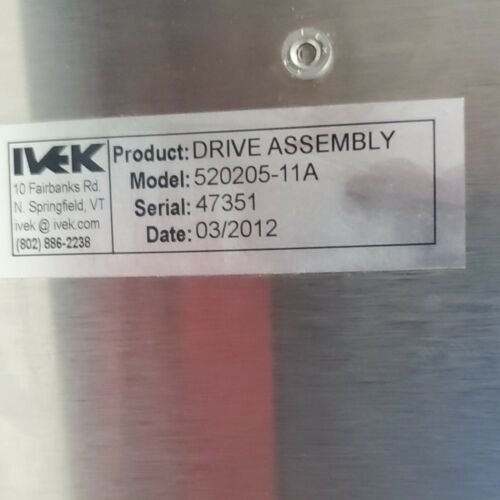 IVEK
10 Fairbanks Rd.
N. Springfield, VT
ivek @ ivek.com
(802) 886-2238
Product: DRIVE ASSEMBLY
Model: 520205-11A
Serial: 47351
Date: 03/2012